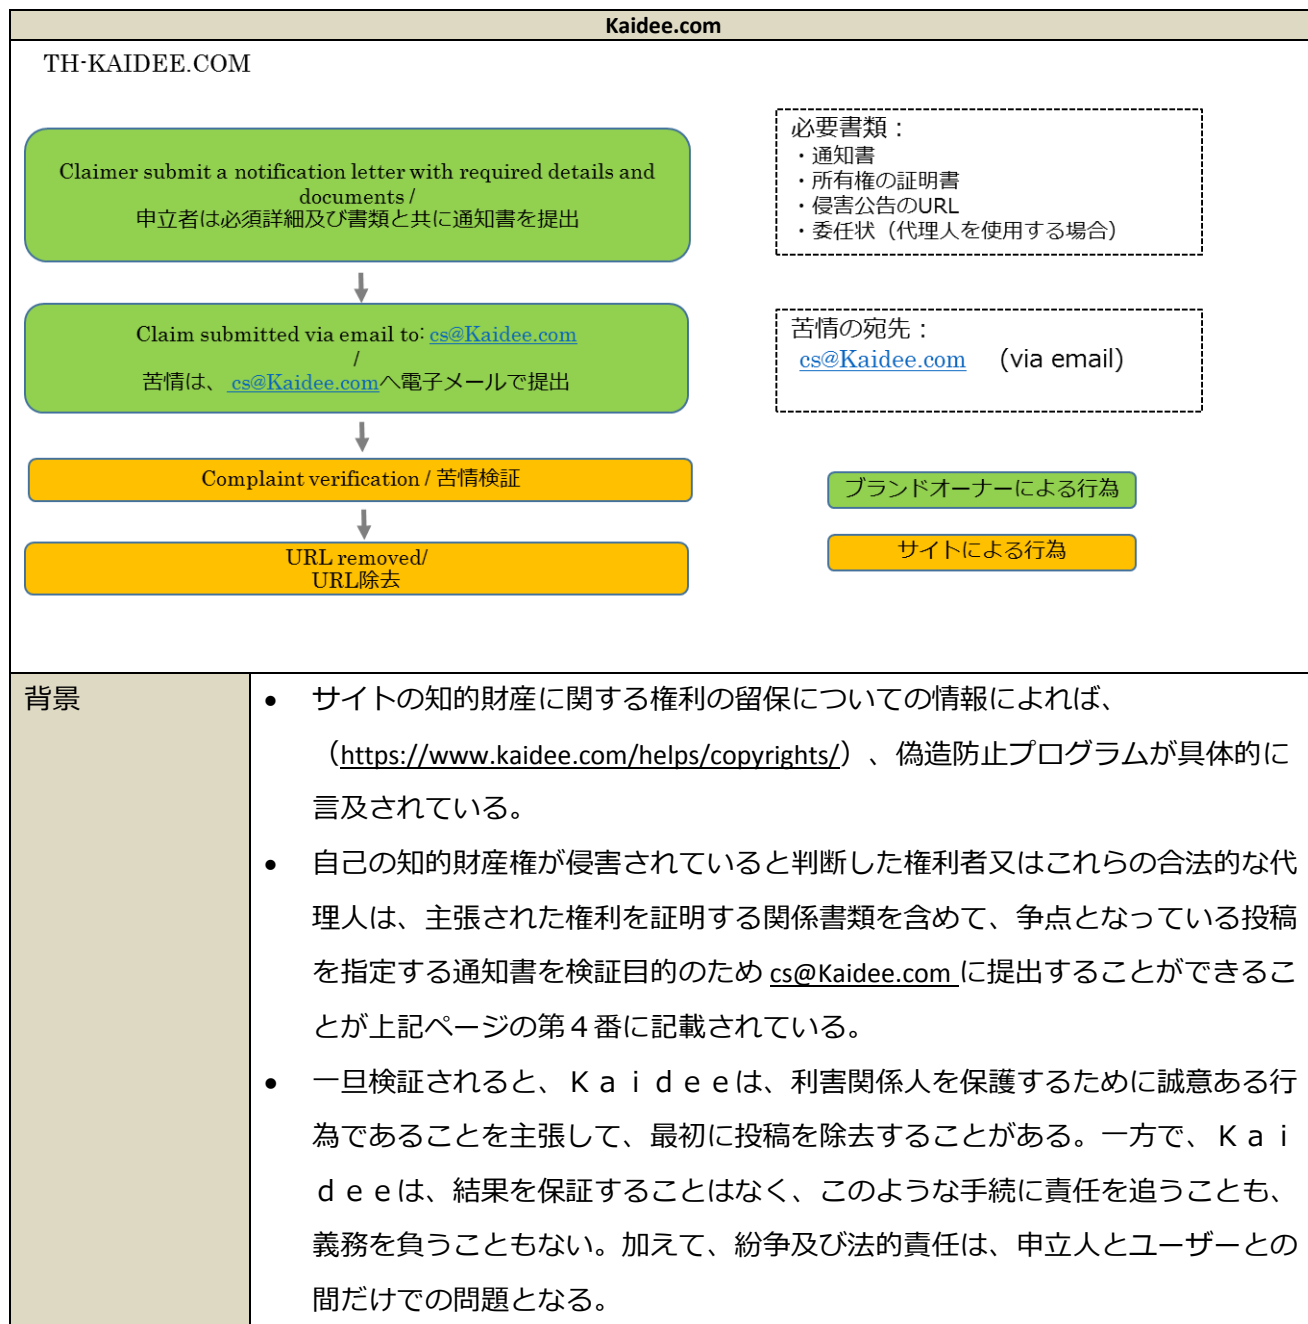 Kaidee.com
TH-KAIDEE.COM
Claimer submit a notification letter with required details and
documents /
申立者は必須詳細及び書類と共に通知書を提出
必要書類：
・通知書
・所有権の証明書
・侵害公告のURL
・委任状（代理人を使用する場合）
Claim submitted via email to: cs@Kaidee.com
/
苦情は、 cs@Kaidee.comへ電子メールで提出
苦情の宛先：
cs@Kaidee.com (via email)
Complaint verification / 苦情検証
ブランドオーナーによる行為
URL removed/
URL除去
サイトによる行為
背景
• サイトの知的財産に関する権利の留保についての情報によれば、
（https://www.kaidee.com/helps/copyrights/）、偽造防止プログラムが具体的に
言及されている。
• 自己の知的財産権が侵害されていると判断した権利者又はこれらの合法的な代
理人は、主張された権利を証明する関係書類を含めて、争点となっている投稿
を指定する通知書を検証目的のため cs@Kaidee.com に提出することができるこ
とが上記ページの第４番に記載されている。
• 一旦検証されると、Ｋａｉｄｅｅは、利害関係人を保護するために誠意ある行
為であることを主張して、最初に投稿を除去することがある。一方で、Ｋａｉ
ｄｅｅは、結果を保証することはなく、このような手続に責任を追うことも、
義務を負うこともない。加えて、紛争及び法的責任は、申立人とユーザーとの
間だけでの問題となる。